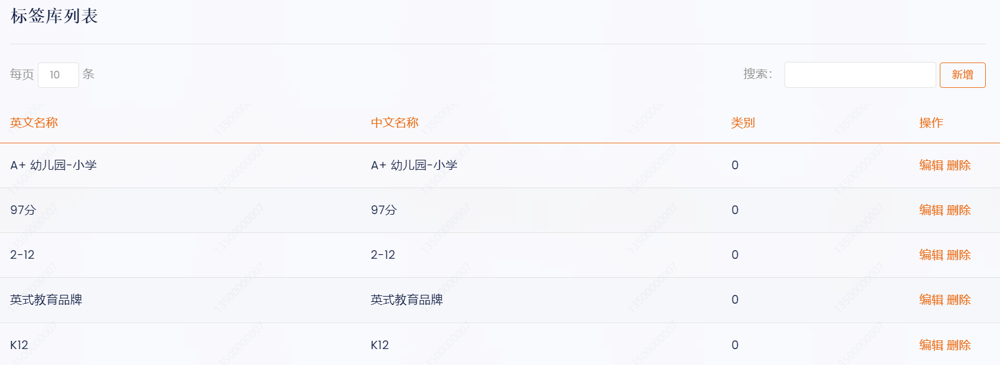 标签库列表
每页 10 条 搜索： 新增
英文名称 中文名称 类别 操作
A+ 幼儿园-小学 A+ 幼儿园-小学 0 编辑 删除
97分 97分 0 编辑 删除
2-12 2-12 0 编辑 删除
英式教育品牌 英式教育品牌 0 编辑 删除
K12 K12 0 编辑 删除